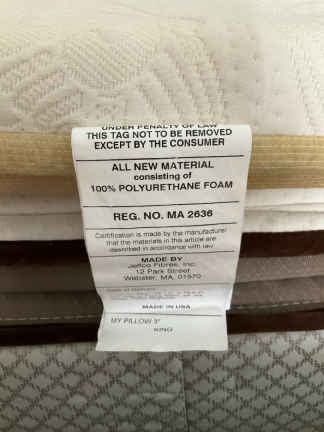 UNDER PENALTY OF LAW
THIS TAG NOT TO BE REMOVED
EXCEPT BY THE CONSUMER
ALL NEW MATERIAL
consisting of
100% POLYURETHANE FOAM
REG. NO. MA 2636
Certification is made by the manufacturer
that the materials in this article are
described in accordance with law.
MADE BY
Jeffco Fibres, Inc.
12 Park Street
Webster, MA. 01570
MADE IN USA
MY PILLOW 3"
KING